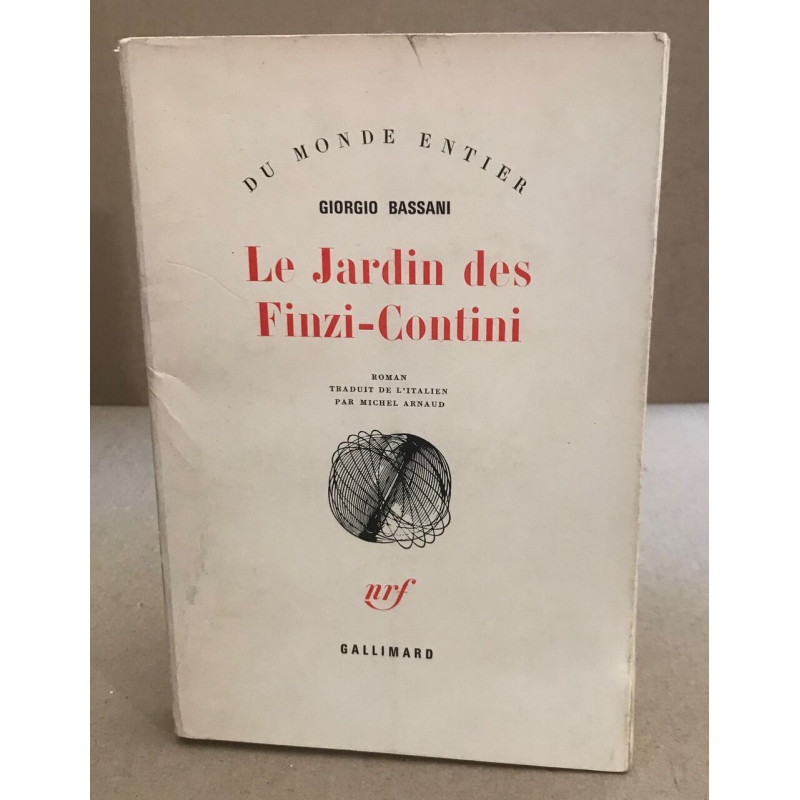 DU MONDE ENTIER
GIORGIO BASSANI
Le Jardin des
Finzi-Contini
ROMAN
TRADUIT DE L'ITALIEN
PAR MICHEL ARNAUD
nrf
GALLIMARD